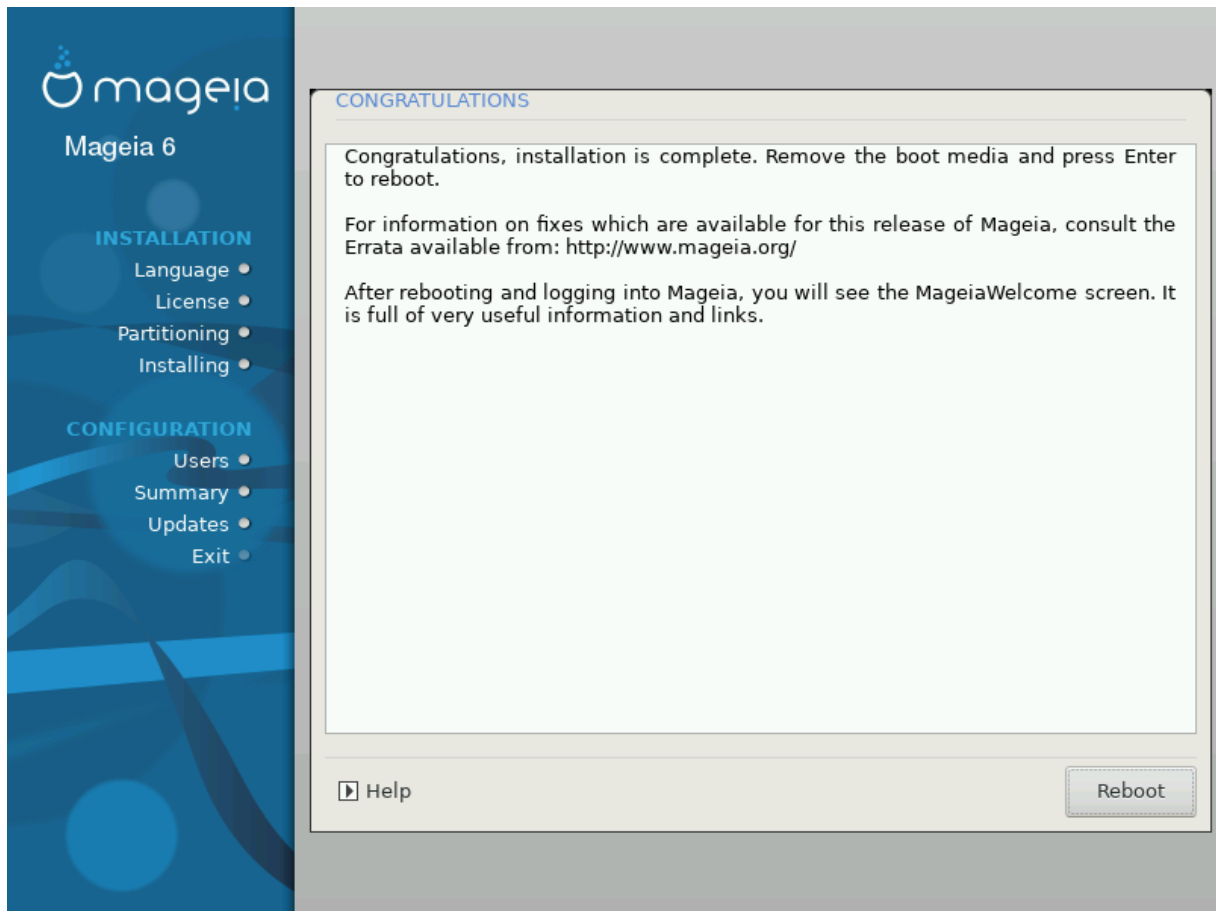 mageia
Mageia 6
INSTALLATION
Language
License
Partitioning
Installing
CONFIGURATION
Users
Summary
Updates
Exit
CONGRATULATIONS
Congratulations, installation is complete. Remove the boot media and press Enter
to reboot.
For information on fixes which are available for this release of Mageia, consult the
Errata available from: http://www.mageia.org/
After rebooting and logging into Mageia, you will see the MageiaWelcome screen. It
is full of very useful information and links.
Help
Reboot